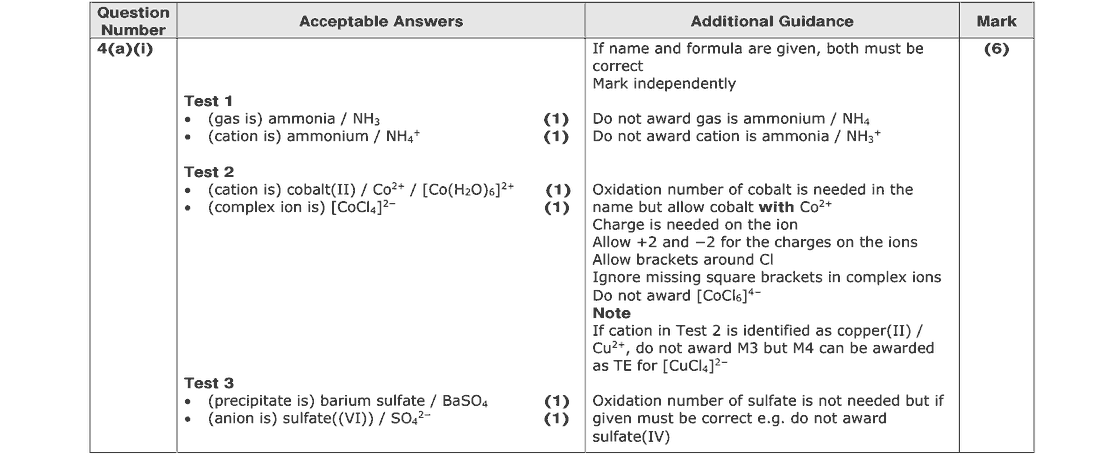 Question Number | Acceptable Answers | Additional Guidance | Mark
4(a)(i) | If name and formula are given, both must be | (6)
correct
Mark independently
Test 1
• (gas is) ammonia / NH₃ (1) | Do not award gas is ammonium / NH₄
• (cation is) ammonium / NH₄⁺ (1) | Do not award cation is ammonia / NH₃⁺
Test 2
• (cation is) cobalt(II) / Co²⁺ / [Co(H₂O)₆]²⁺ (1) | Oxidation number of cobalt is needed in the
• (complex ion is) [CoCl₄]²⁻ (1) | name but allow cobalt with Co²⁺
Charge is needed on the ion
Allow +2 and −2 for the charges on the ions
Allow brackets around Cl
Ignore missing square brackets in complex ions
Do not award [CoCl₆]⁴⁻
Note
If cation in Test 2 is identified as copper(II) /
Cu²⁺, do not award M3 but M4 can be awarded
as TE for [CuCl₄]²⁻
Test 3
• (precipitate is) barium sulfate / BaSO₄ (1) | Oxidation number of sulfate is not needed but if
• (anion is) sulfate((VI)) / SO₄²⁻ (1) | given must be correct e.g. do not award
sulfate(IV)